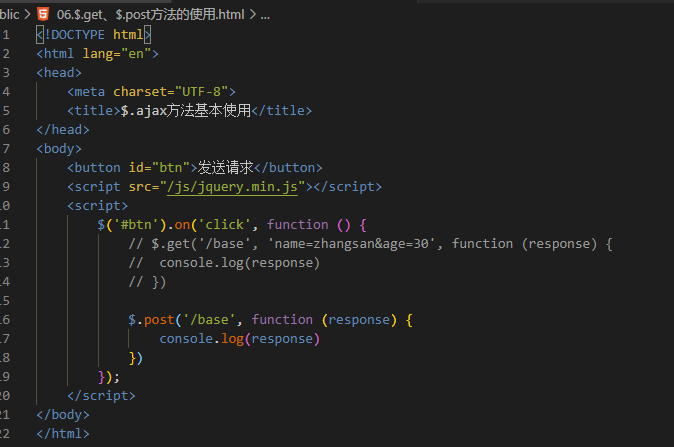 blic > 06.$.get、$.post方法的使用.html > ...
1 <!DOCTYPE html>
2 <html lang="en">
3 <head>
4 <meta charset="UTF-8">
5 <title>$.ajax方法基本使用</title>
6 </head>
7 <body>
8 <button id="btn">发送请求</button>
9 <script src="/js/jquery.min.js"></script>
10 <script>
11 $('#btn').on('click', function () {
12 // $.get('/base', 'name=zhangsan&age=30', function (response) {
13 // console.log(response)
14 // })
15
16 $.post('/base', function (response) {
17 console.log(response)
18 })
19 });
20 </script>
21 </body>
22 </html>